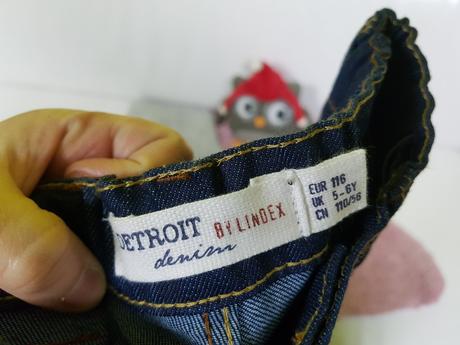 DETROIT
BY LINDEX
denim
EUR 116
UK 5-6Y
CN 110/56